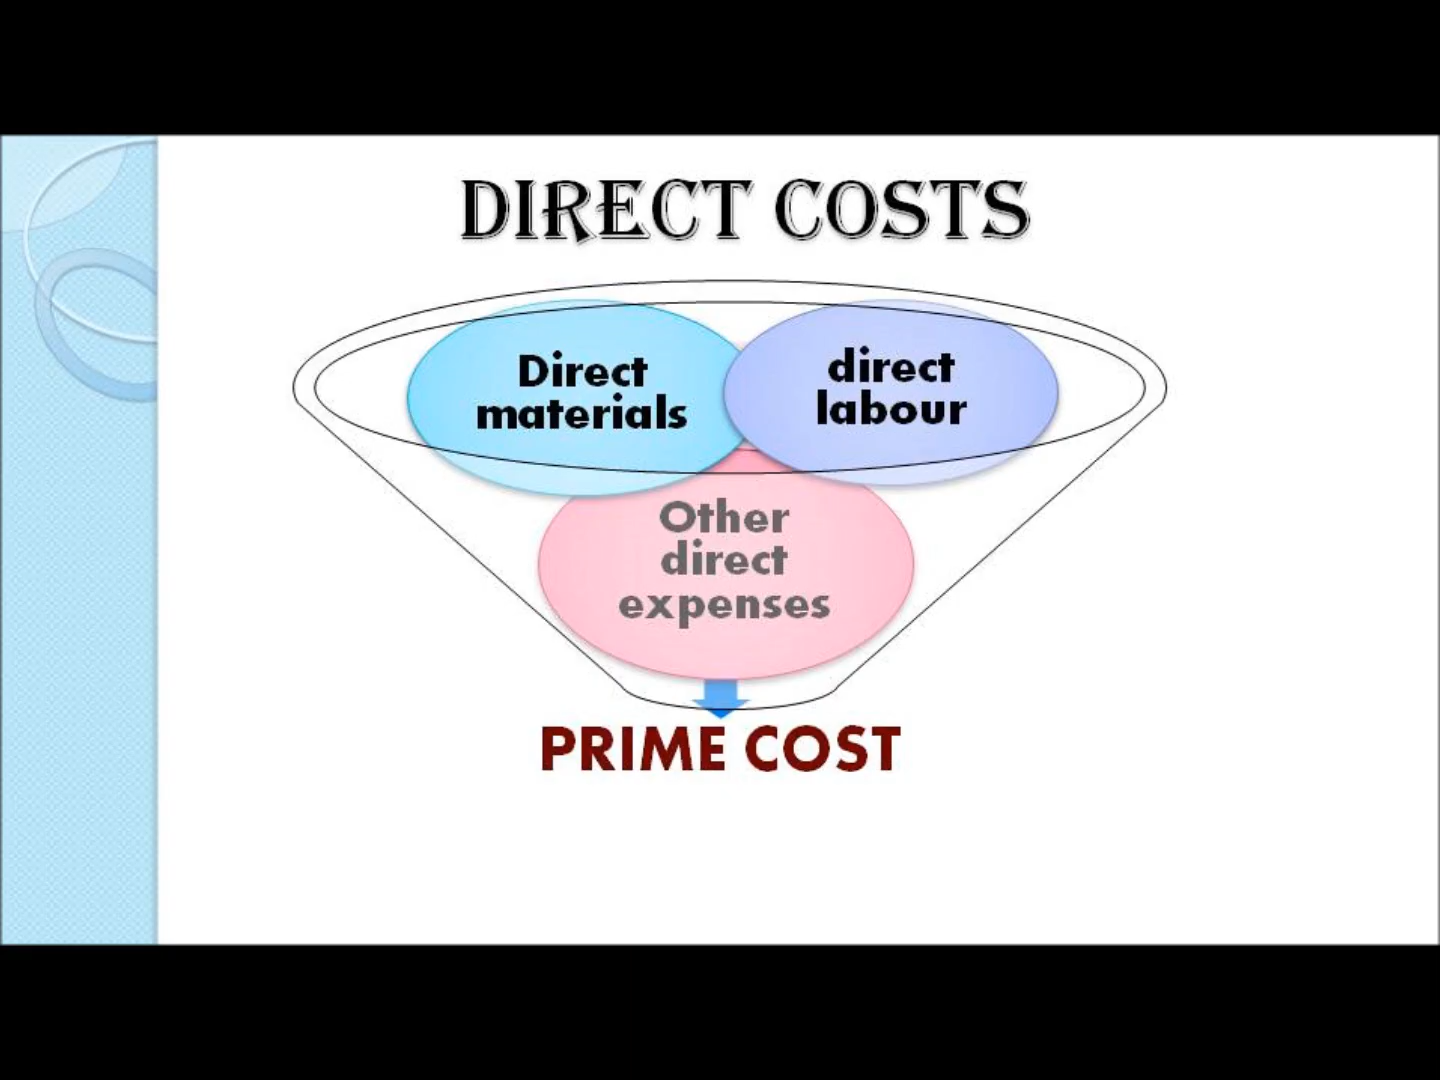 DIRECT COSTS
Direct
materials
direct
labour
Other
direct
expenses
PRIME COST